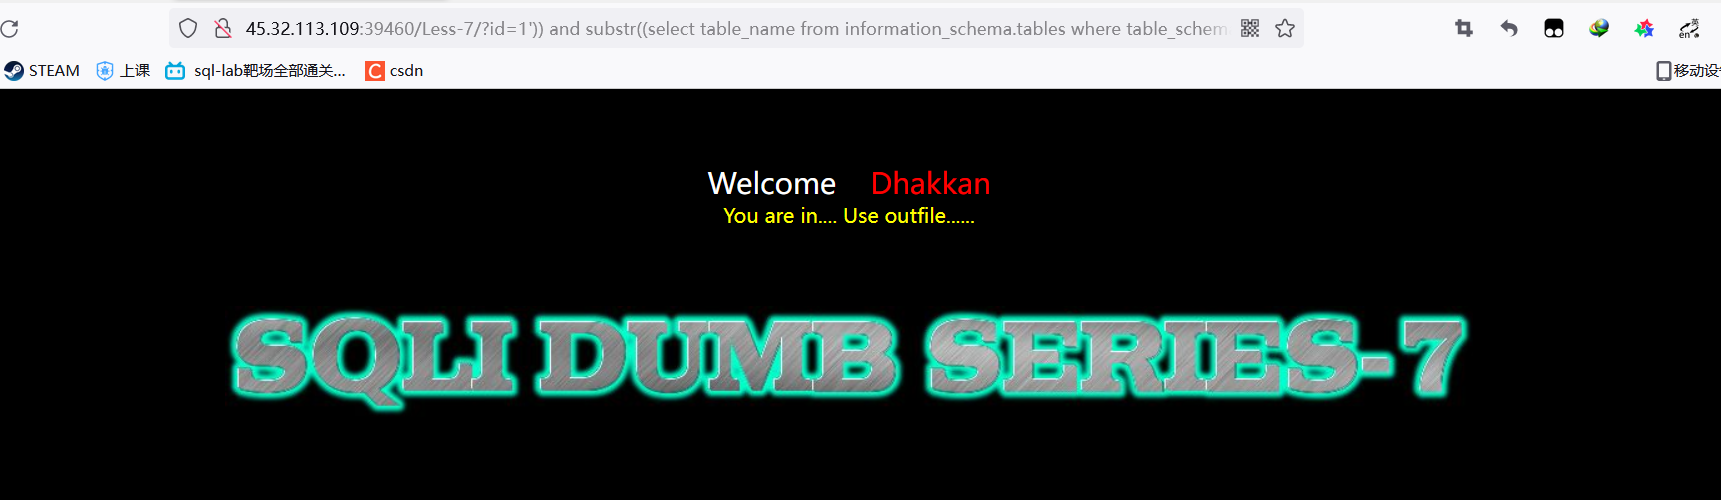 45.32.113.109:39460/Less-7/?id=1')) and substr((select table_name from information_schema.tables where table_schem
en 英
STEAM 上课 sql-lab靶场全部通关... C csdn 移动设
Welcome Dhakkan
You are in.... Use outfile......
SQLI DUMB SERIES-7